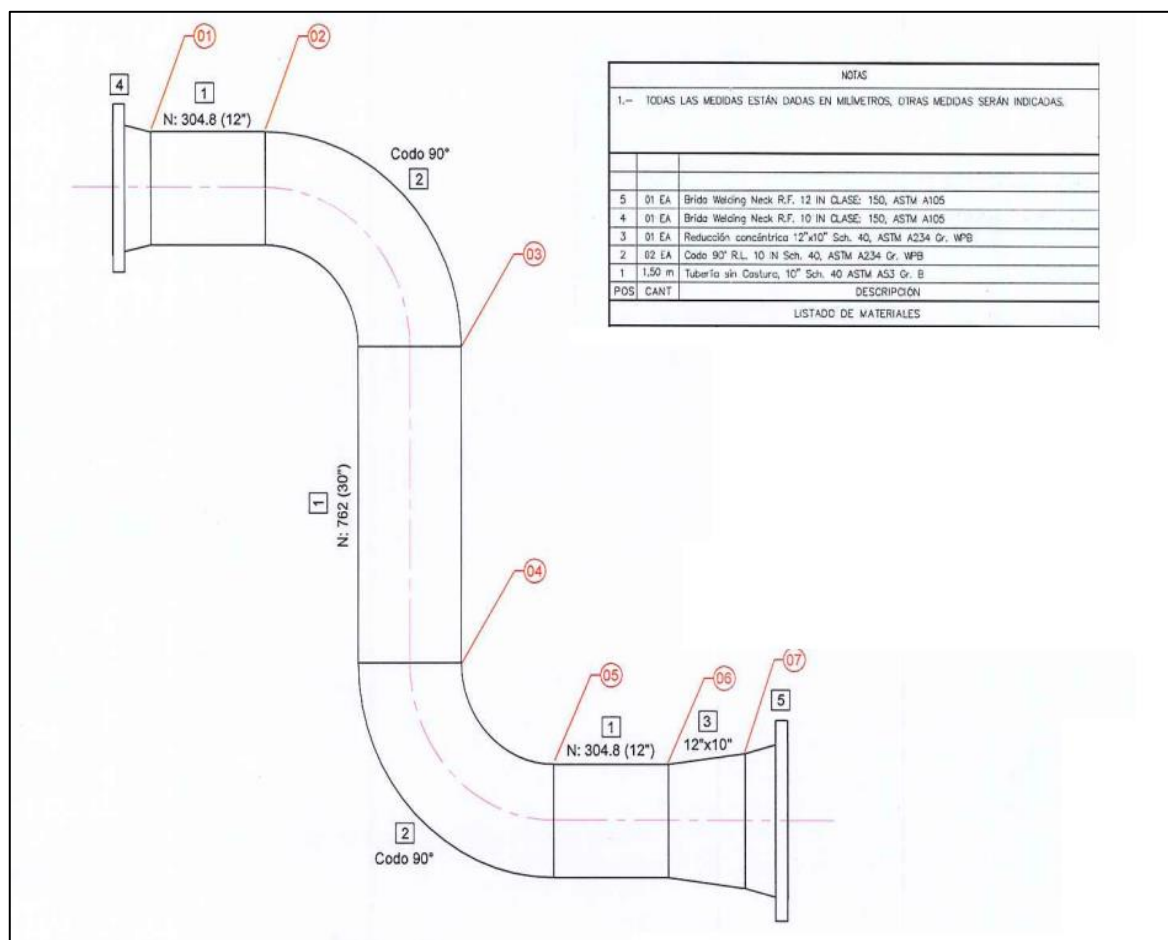 01
02
4
1
N: 304.8 (12")
Codo 90°
2
03
1
N: 762 (30")
04
05
06
07
1
N: 304.8 (12")
3
12"x10"
5
2
Codo 90°
NOTAS
1.- TODAS LAS MEDIDAS ESTÁN DADAS EN MILÍMETROS, OTRAS MEDIDAS SERÁN INDICADAS.
5 01 EA Brida Welding Neck R.F. 12 IN CLASE: 150, ASTM A105
4 01 EA Brida Welding Neck R.F. 10 IN CLASE: 150, ASTM A105
3 01 EA Reducción concéntrica 12"x10" Sch. 40, ASTM A234 Gr. WPB
2 02 EA Codo 90° R.L. 10 IN Sch. 40, ASTM A234 Gr. WPB
1 1,50 m Tubería sin Costura, 10" Sch. 40 ASTM A53 Gr. B
POS CANT DESCRIPCIÓN
LISTADO DE MATERIALES